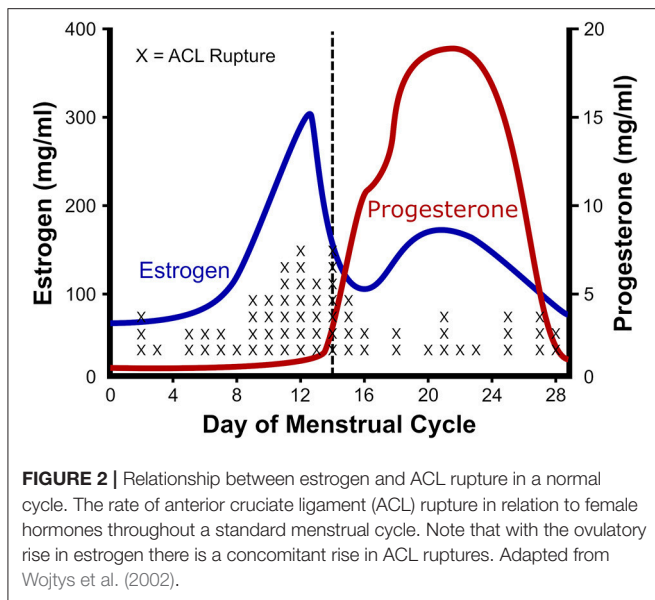 400
300
200
100
0
Estrogen (mg/ml)
X = ACL Rupture
Estrogen
Progesterone
X
X X
X X X
X X X X X
X X X X X X X
X X X X X X X X X X
X X X X X X X X X X X X X X X X
X X X X X X X X X X X X X X X X X X X X X X
20
15
10
5
0
Progesterone (mg/ml)
0 4 8 12 16 20 24 28
Day of Menstrual Cycle
FIGURE 2 | Relationship between estrogen and ACL rupture in a normal
cycle. The rate of anterior cruciate ligament (ACL) rupture in relation to female
hormones throughout a standard menstrual cycle. Note that with the ovulatory
rise in estrogen there is a concomitant rise in ACL ruptures. Adapted from
Wojtys et al. (2002).